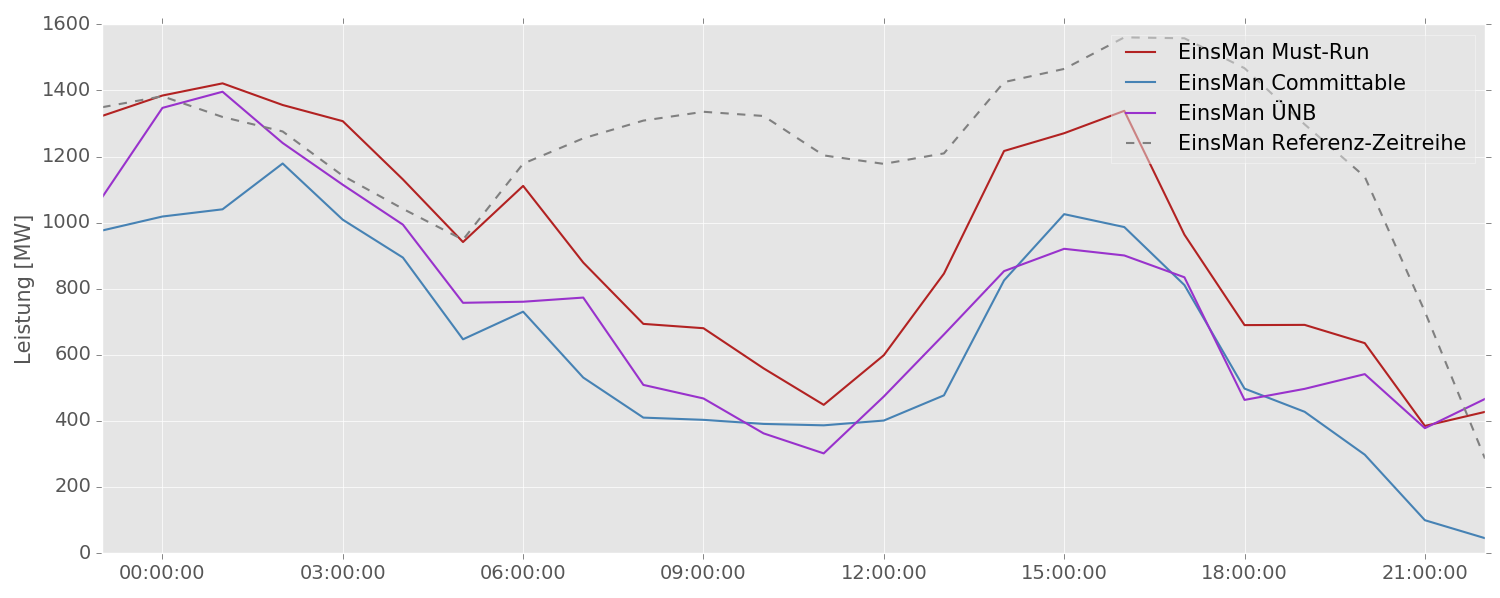 1600
1400
1200
1000
800
600
400
200
0
Leistung [MW]
EinsMan Must-Run
EinsMan Committable
EinsMan ÜNB
EinsMan Referenz-Zeitreihe
00:00:00 03:00:00 06:00:00 09:00:00 12:00:00 15:00:00 18:00:00 21:00:00